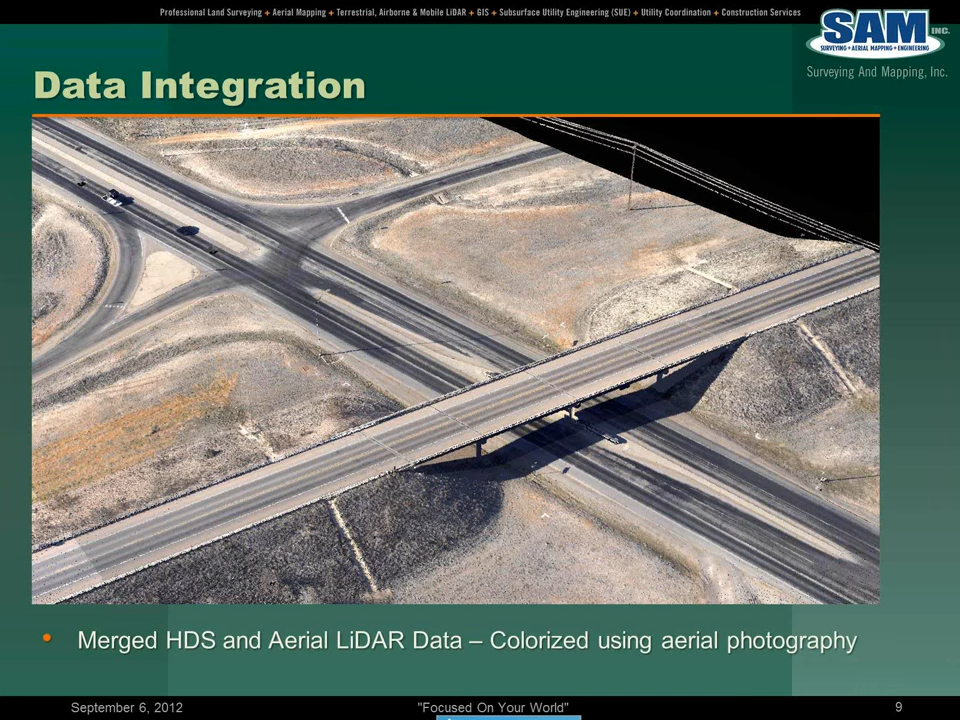 Professional Land Surveying + Aerial Mapping + Terrestrial, Airborne & Mobile LiDAR + GIS + Subsurface Utility Engineering (SUE) + Utility Coordination + Construction Services
SAM INC.
SURVEYING + AERIAL MAPPING + ENGINEERING
Surveying And Mapping, Inc.
Data Integration
• Merged HDS and Aerial LiDAR Data – Colorized using aerial photography
September 6, 2012 "Focused On Your World" 9